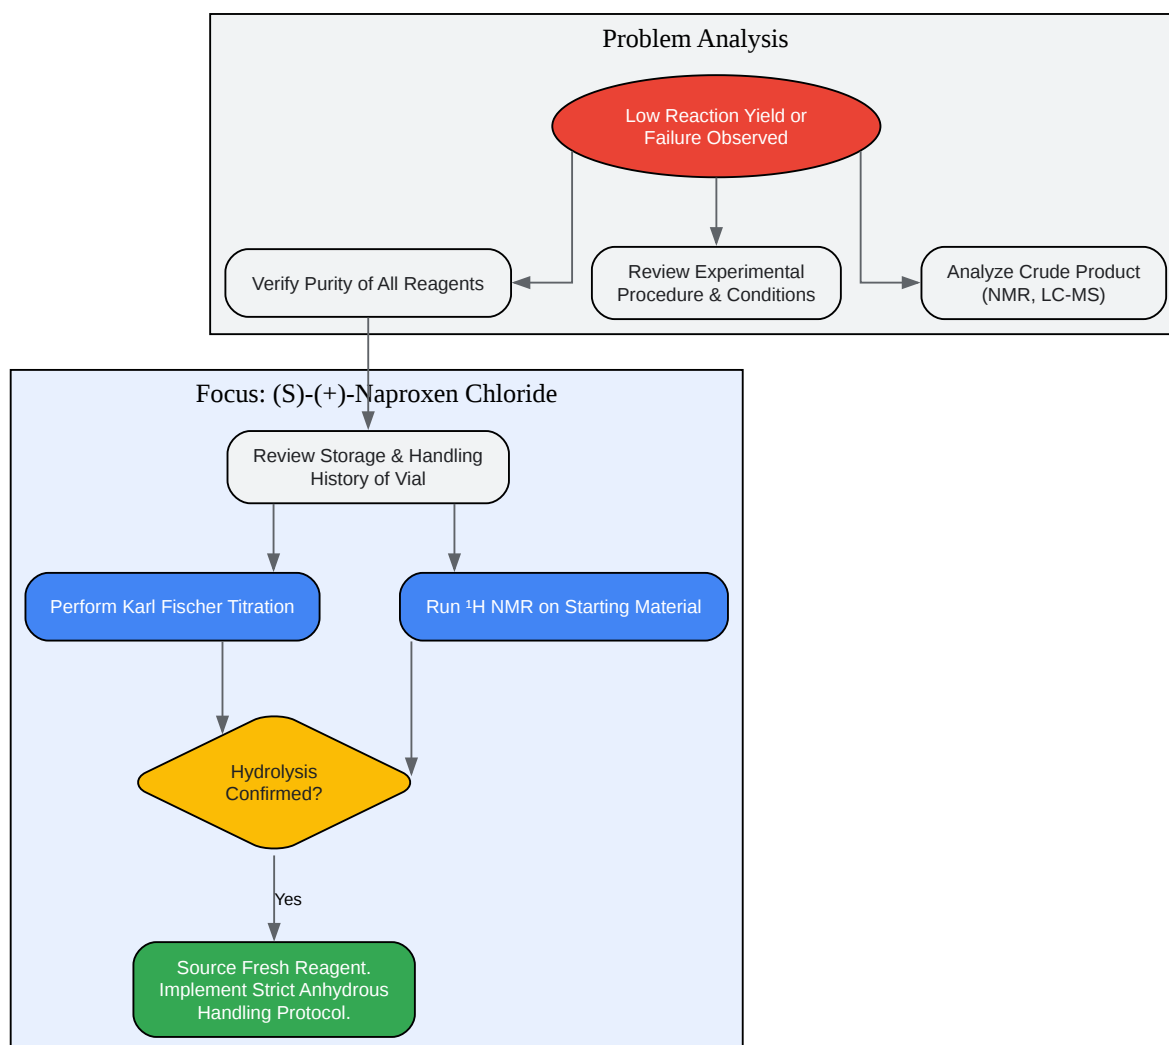 Problem Analysis
Low Reaction Yield or
Failure Observed
Verify Purity of All Reagents
Review Experimental
Procedure & Conditions
Analyze Crude Product
(NMR, LC-MS)
Focus: (S)-(+)-Naproxen Chloride
Review Storage & Handling
History of Vial
Perform Karl Fischer Titration
Run ¹H NMR on Starting Material
Hydrolysis
Confirmed?
Yes
Source Fresh Reagent.
Implement Strict Anhydrous
Handling Protocol.